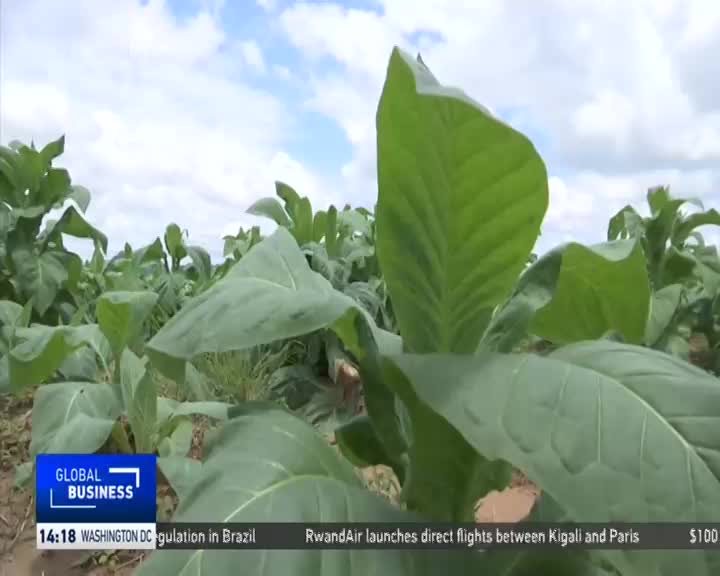 GLOBAL
BUSINESS
14:18 WASHINGTON DC
egulation in Brazil RwandAir launches direct flights between Kigali and Paris $100